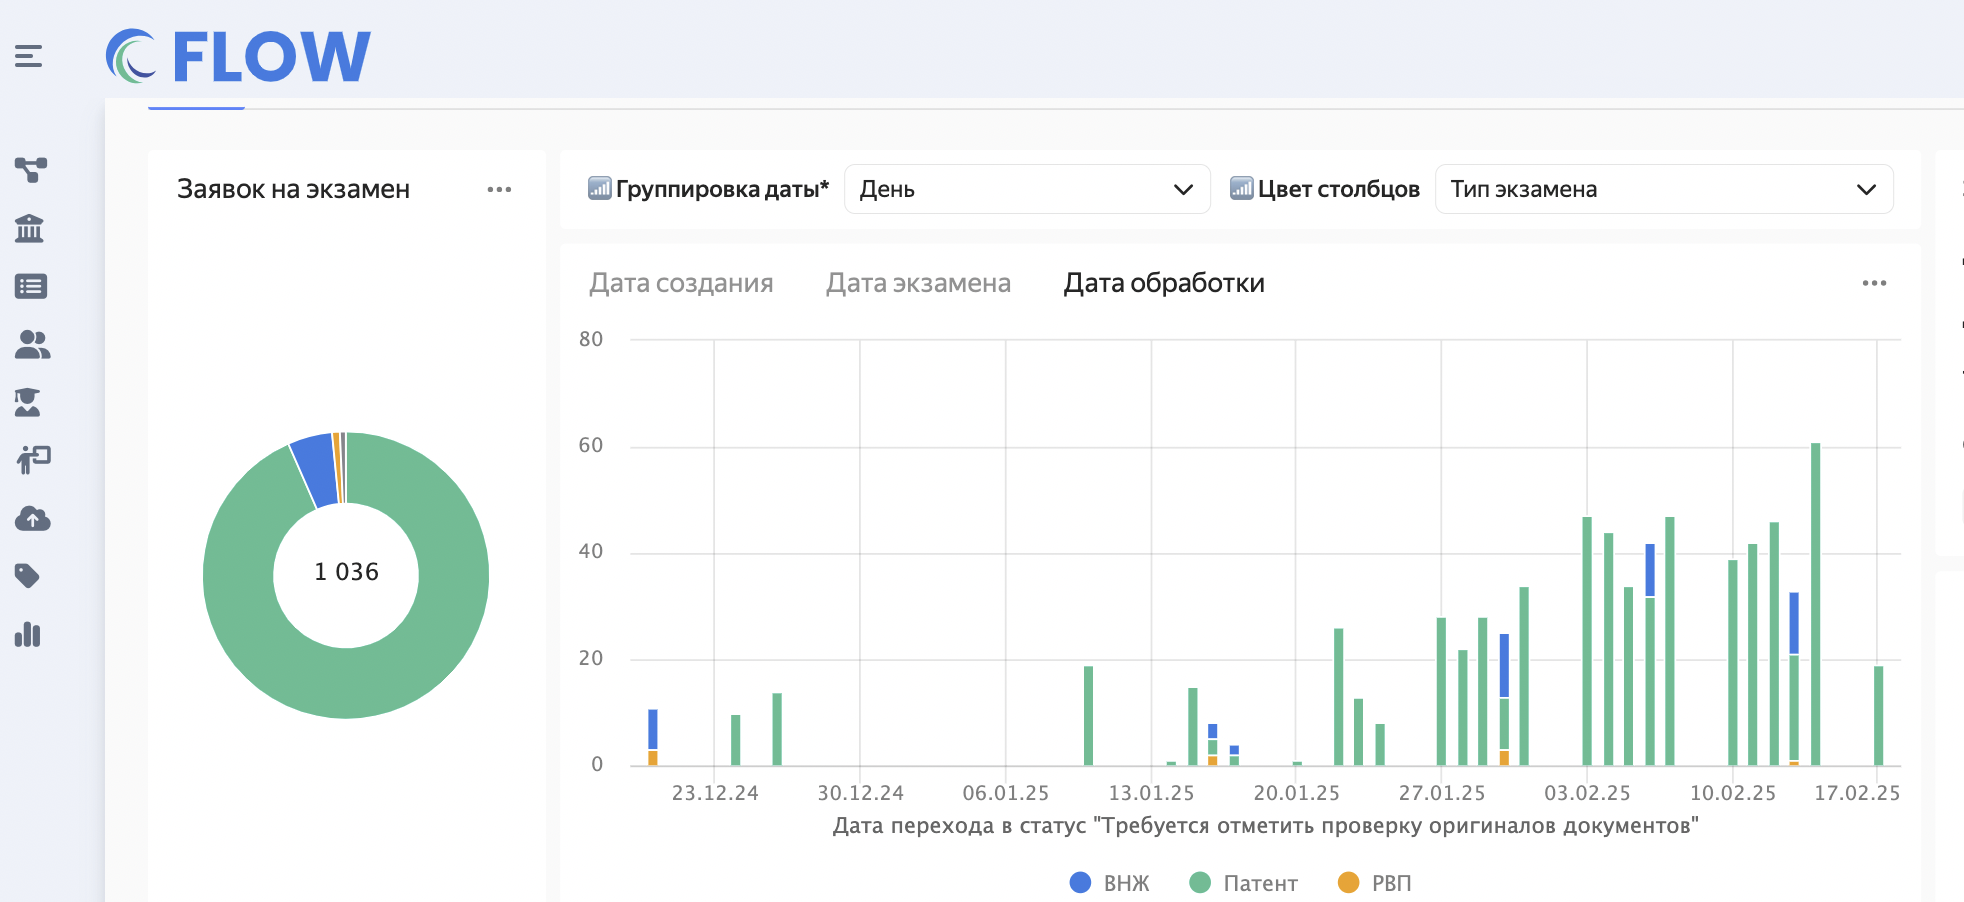 FLOW
Заявок на экзамен
Группировка даты* День Цвет столбцов Тип экзамена
Дата создания Дата экзамена Дата обработки
80
60
40
20
0
1 036
23.12.24 30.12.24 06.01.25 13.01.25 20.01.25 27.01.25 03.02.25 10.02.25 17.02.25
Дата перехода в статус "Требуется отметить проверку оригиналов документов"
ВНЖ Патент РВП